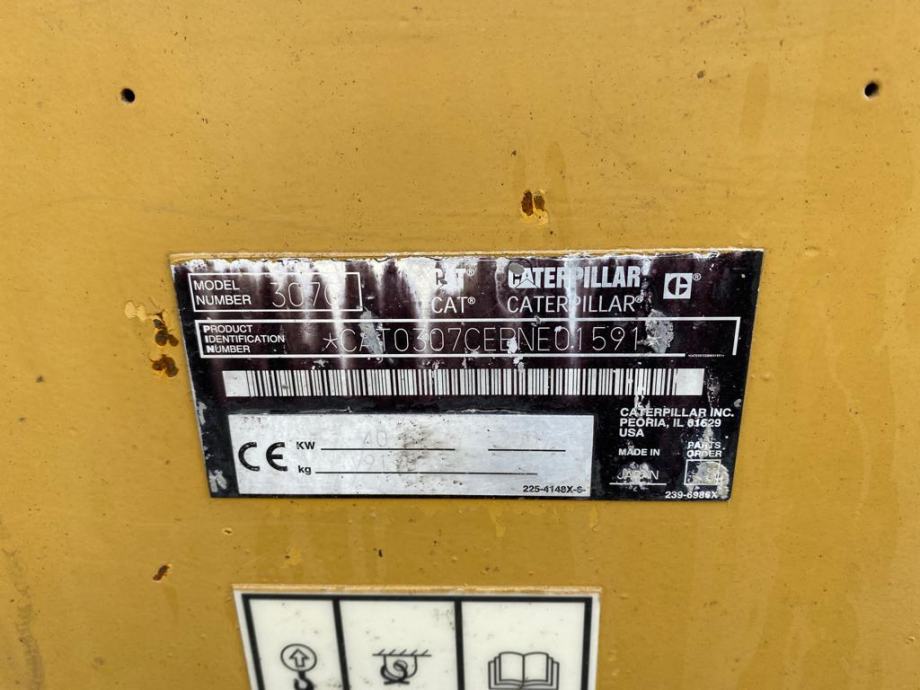 MODEL NUMBER 307C
CAT® CATERPILLAR®
CAT® CATERPILLAR®
PRODUCT IDENTIFICATION NUMBER *CAT0307CEBNE01591*
CATERPILLAR INC.
PEORIA, IL 61629
USA
CE KW 40
kg
MADE IN JAPAN
PARTS ORDER
225-4148X-S-
239-6986X